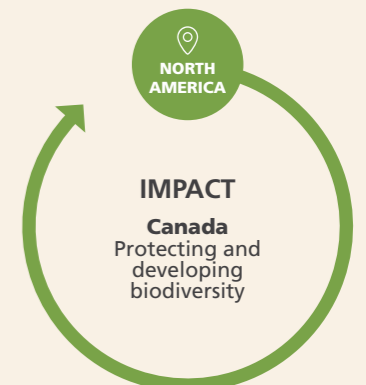 NORTH
AMERICA
IMPACT
Canada
Protecting and
developing
biodiversity